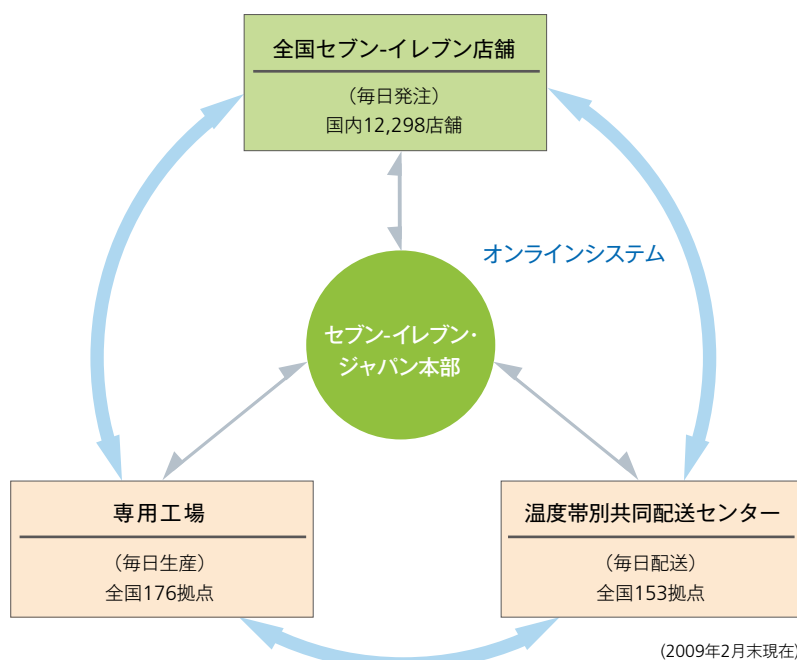 全国セブン-イレブン店舗
（毎日発注）
国内12,298店舗
オンラインシステム
セブン-イレブン・
ジャパン本部
専用工場
（毎日生産）
全国176拠点
温度帯別共同配送センター
（毎日配送）
全国153拠点
(2009年2月末現在)